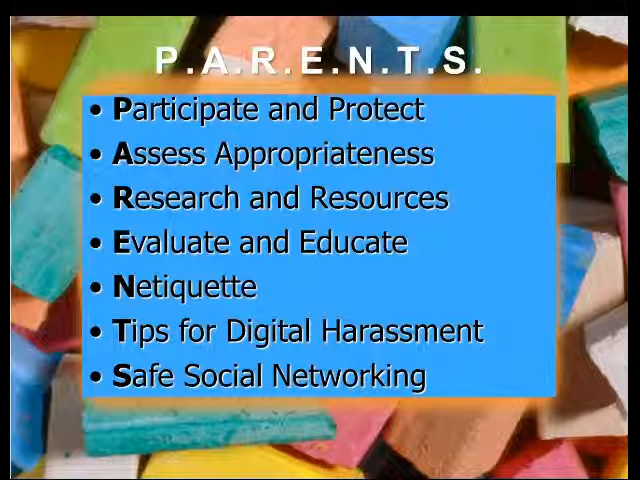 P.A.R.E.N.T.S.
• Participate and Protect
• Assess Appropriateness
• Research and Resources
• Evaluate and Educate
• Netiquette
• Tips for Digital Harassment
• Safe Social Networking